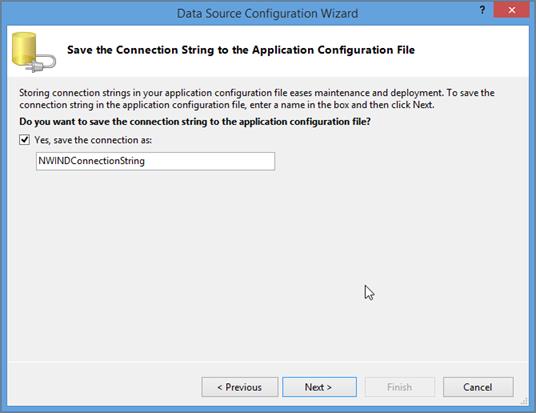 Data Source Configuration Wizard
?
Save the Connection String to the Application Configuration File
Storing connection strings in your application configuration file eases maintenance and deployment. To save the
connection string in the application configuration file, enter a name in the box and then click Next.
Do you want to save the connection string to the application configuration file?
Yes, save the connection as:
NWINDConnectionString
< Previous
Next >
Finish
Cancel